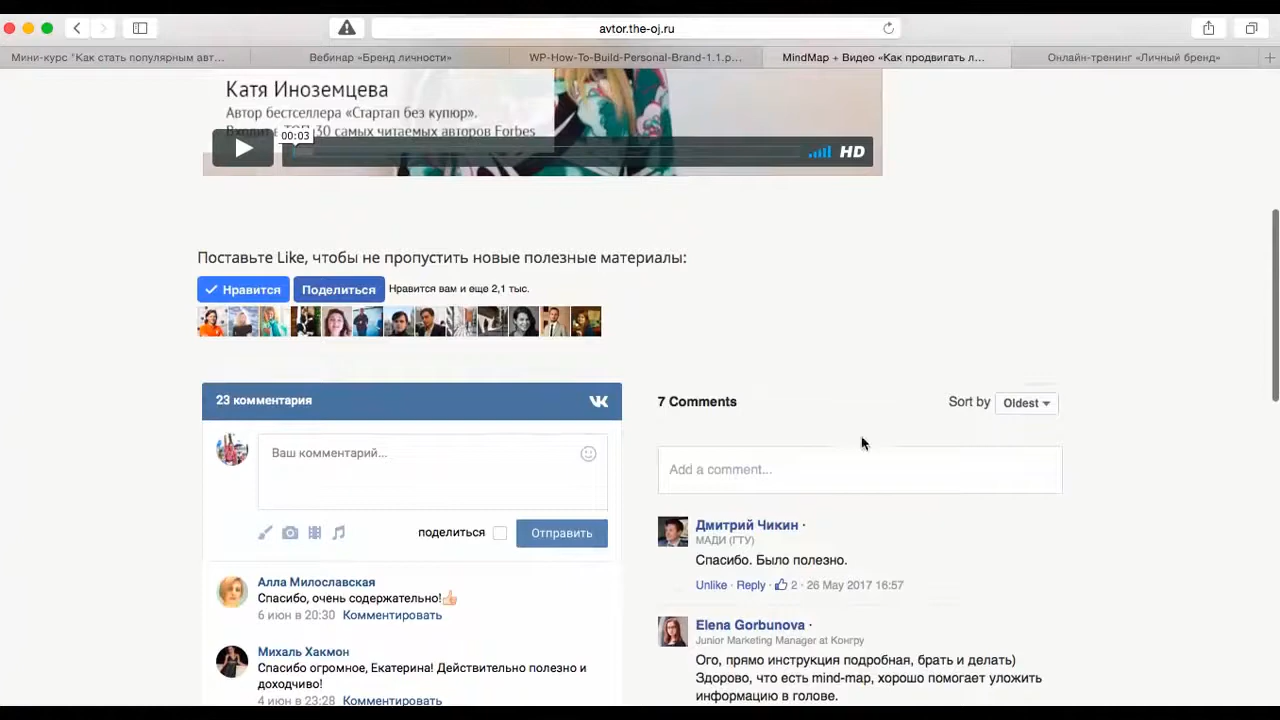 avtor.the-oj.ru
Мини-курс "Как стать популярным авт...
Вебинар «Бренд личности»
WP-How-To-Build-Personal-Brand-1.1.p...
MindMap + Видео «Как продвигать л...
Онлайн-тренинг «Личный бренд»
Катя Иноземцева
Автор бестселлера «Стартап без купюр».
Входит в ТОП-30 самых читаемых авторов Forbes
00:03
HD
Поставьте Like, чтобы не пропустить новые полезные материалы:
Нравится
Поделиться
Нравится вам и еще 2,1 тыс.
23 комментария
Ваш комментарий...
поделиться
Отправить
Алла Милославская
Спасибо, очень содержательно!👍
6 июн в 20:30 Комментировать
Михаль Хакмон
Спасибо огромное, Екатерина! Действительно полезно и
доходчиво!
4 июн в 23:28 Комментировать
7 Comments
Sort by Oldest
Add a comment...
Дмитрий Чикин ·
МАДИ (ГТУ)
Спасибо. Было полезно.
Unlike · Reply · 2 · 26 May 2017 16:57
Elena Gorbunova ·
Junior Marketing Manager at Конгру
Ого, прямо инструкция подробная, брать и делать)
Здорово, что есть mind-map, хорошо помогает уложить
информацию в голове.